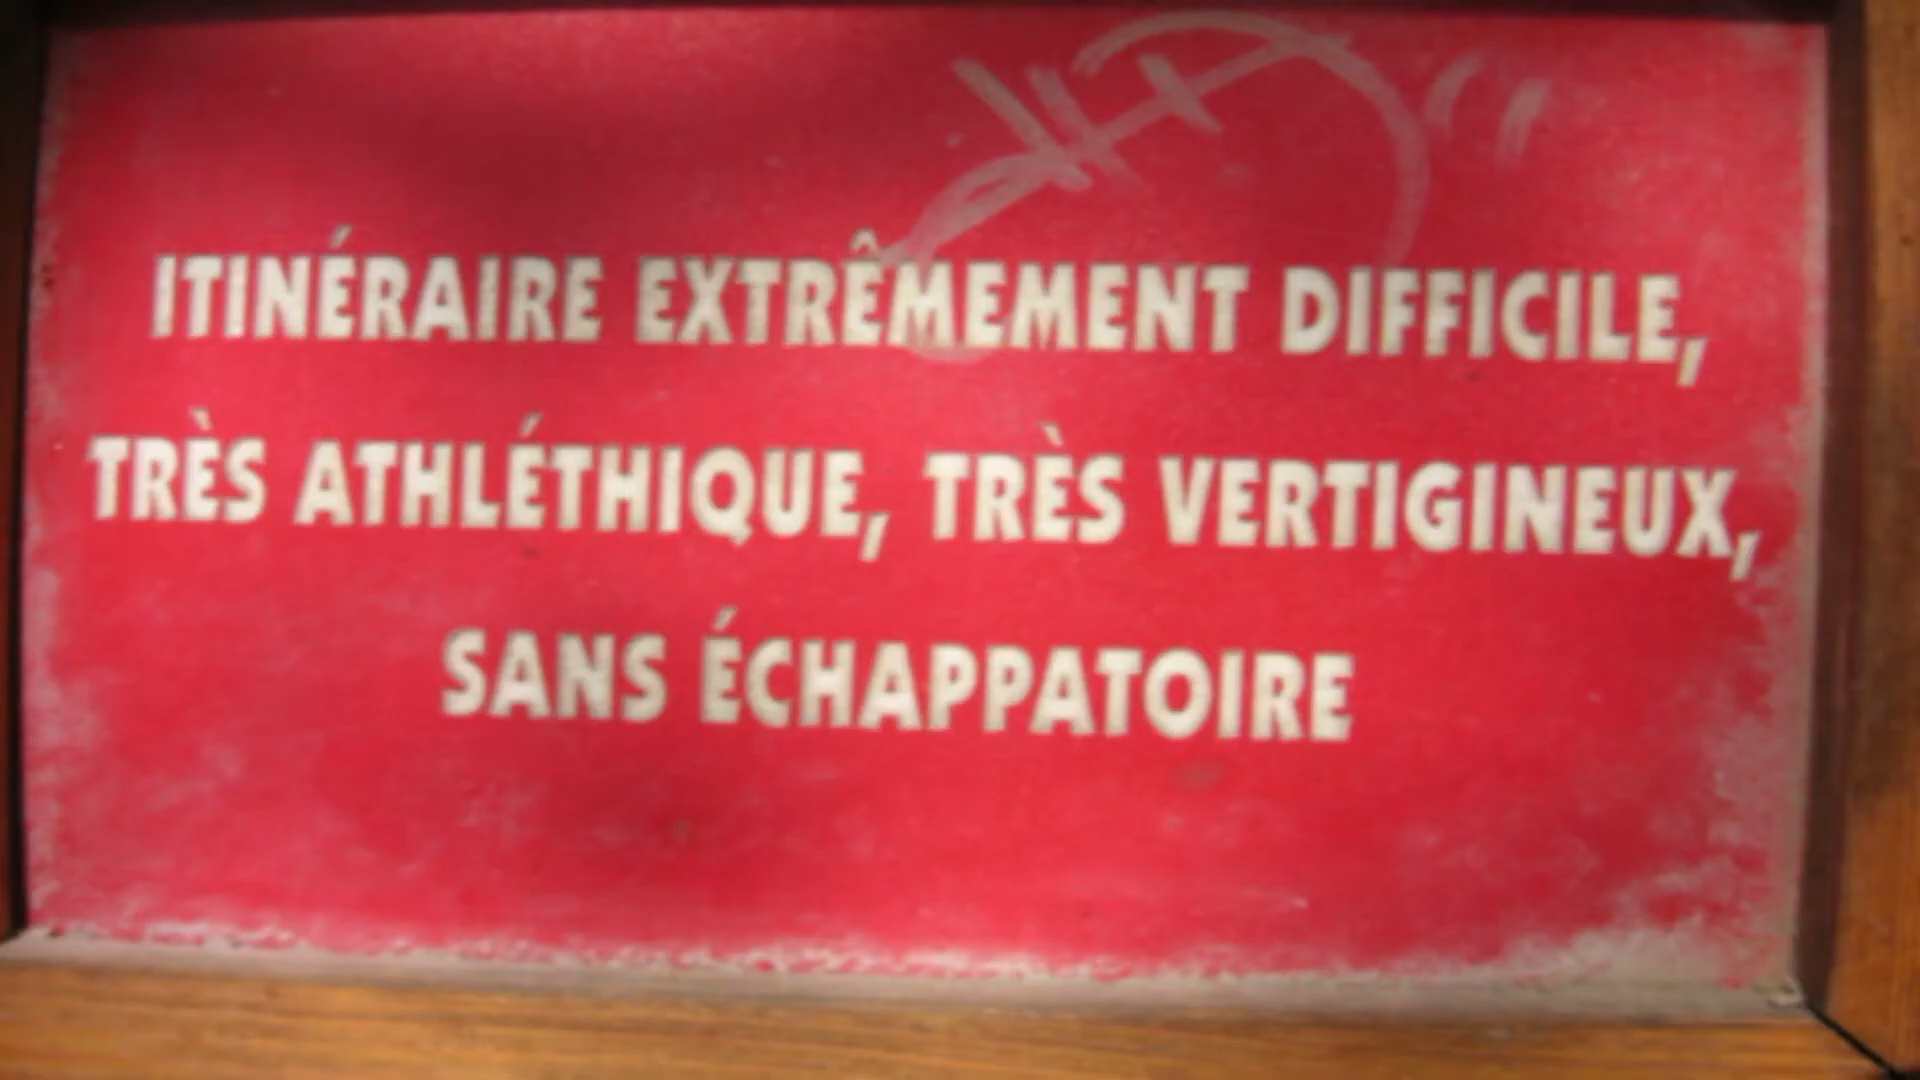 ITINÉRAIRE EXTRÊMEMENT DIFFICILE,
TRÈS ATHLÉTHIQUE, TRÈS VERTIGINEUX,
SANS ÉCHAPPATOIRE